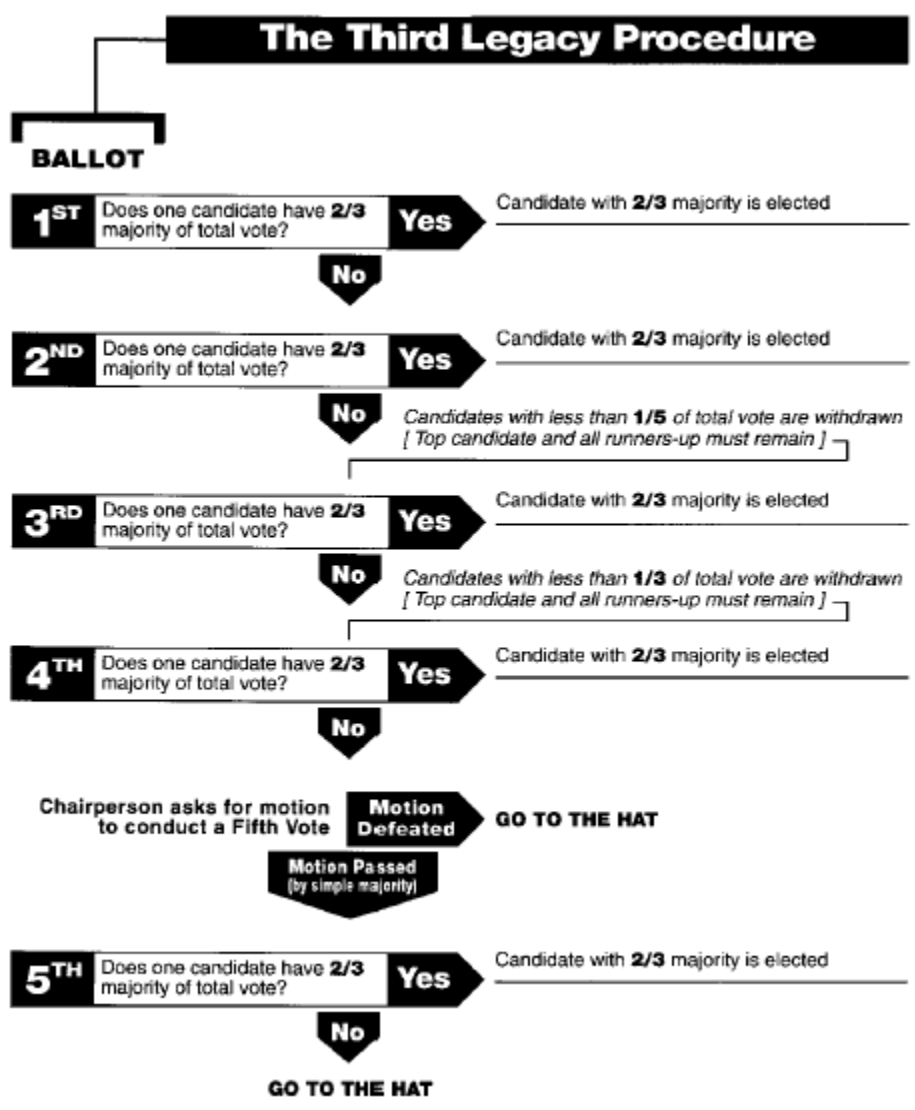 The Third Legacy Procedure
BALLOT
1ST
Does one candidate have 2/3
majority of total vote?
Yes
Candidate with 2/3 majority is elected
No
2ND
Does one candidate have 2/3
majority of total vote?
Yes
Candidate with 2/3 majority is elected
No
Candidates with less than 1/5 of total vote are withdrawn
[ Top candidate and all runners-up must remain ]
3RD
Does one candidate have 2/3
majority of total vote?
Yes
Candidate with 2/3 majority is elected
No
Candidates with less than 1/3 of total vote are withdrawn
[ Top candidate and all runners-up must remain ]
4TH
Does one candidate have 2/3
majority of total vote?
Yes
Candidate with 2/3 majority is elected
No
Chairperson asks for motion
to conduct a Fifth Vote
Motion
Defeated
GO TO THE HAT
Motion Passed
(by simple majority)
5TH
Does one candidate have 2/3
majority of total vote?
Yes
Candidate with 2/3 majority is elected
No
GO TO THE HAT